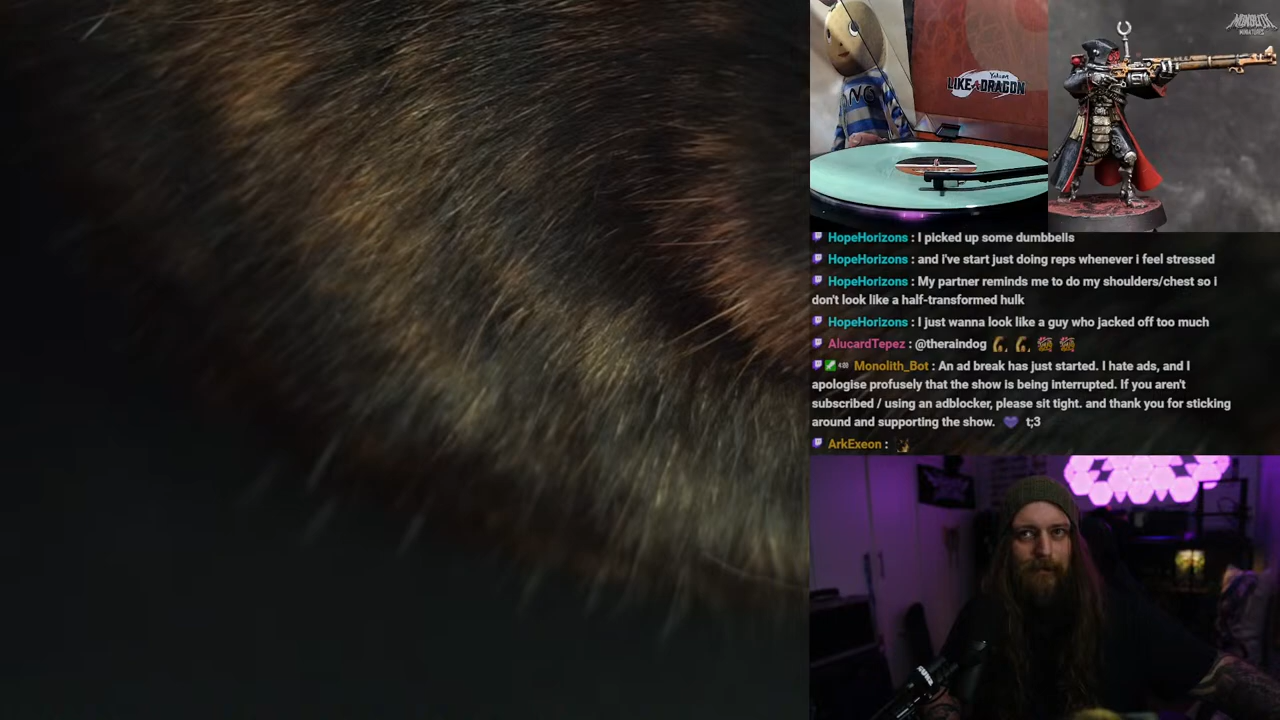 MONOLITH
MINIATURES
Yakuza
LIKE A DRAGON
HopeHorizons : I picked up some dumbbells
HopeHorizons : and I've start just doing reps whenever i feel stressed
HopeHorizons : My partner reminds me to do my shoulders/chest so I
don't look like a half-transformed hulk
HopeHorizons : I just wanna look like a guy who jacked off too much
AlucardTepez : @theraindog
Monolith_Bot : An ad break has just started. I hate ads, and I
apologise profusely that the show is being interrupted. If you aren't
subscribed / using an adblocker, please sit tight. and thank you for sticking
around and supporting the show. 💜 t;3
ArkExeon :